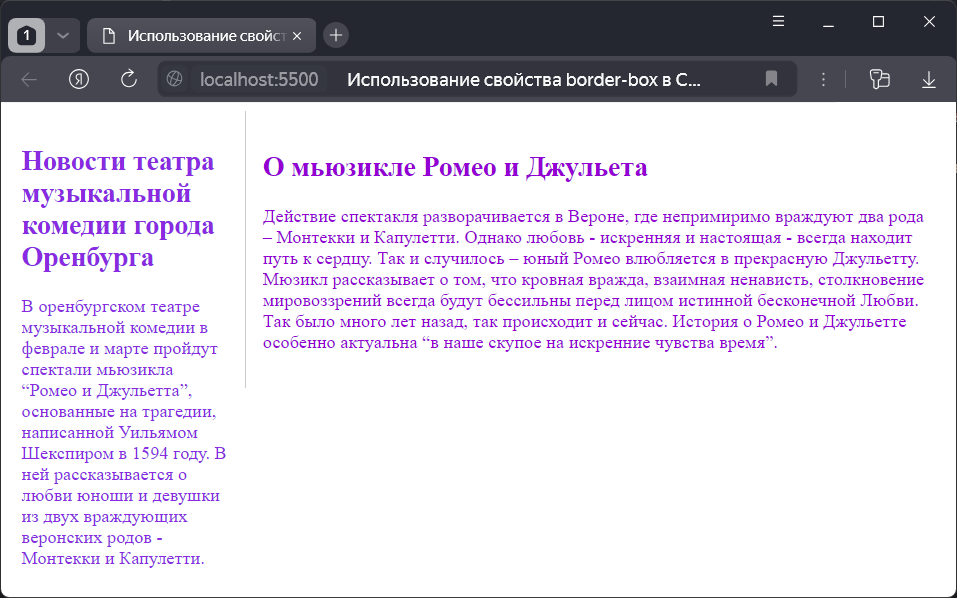 1
Использование свойст
Я
localhost:5500
Использование свойства border-box в С...
Новости театра
музыкальной
комедии города
Оренбурга
В оренбургском театре
музыкальной комедии в
феврале и марте пройдут
спектали мьюзикла
“Ромео и Джульетта”,
основанные на трагедии,
написанной Уильямом
Шекспиром в 1594 году. В
ней рассказывается о
любви юноши и девушки
из двух враждующих
веронских родов -
Монтекки и Капулетти.
О мьюзикле Ромео и Джульета
Действие спектакля разворачивается в Вероне, где непримиримо враждуют два рода
– Монтекки и Капулетти. Однако любовь - искренняя и настоящая - всегда находит
путь к сердцу. Так и случилось – юный Ромео влюбляется в прекрасную Джульетту.
Мюзикл рассказывает о том, что кровная вражда, взаимная ненависть, столкновение
мировоззрений всегда будут бессильны перед лицом истинной бесконечной Любви.
Так было много лет назад, так происходит и сейчас. История о Ромео и Джульетте
особенно актуальна “в наше скупое на искренние чувства время”.